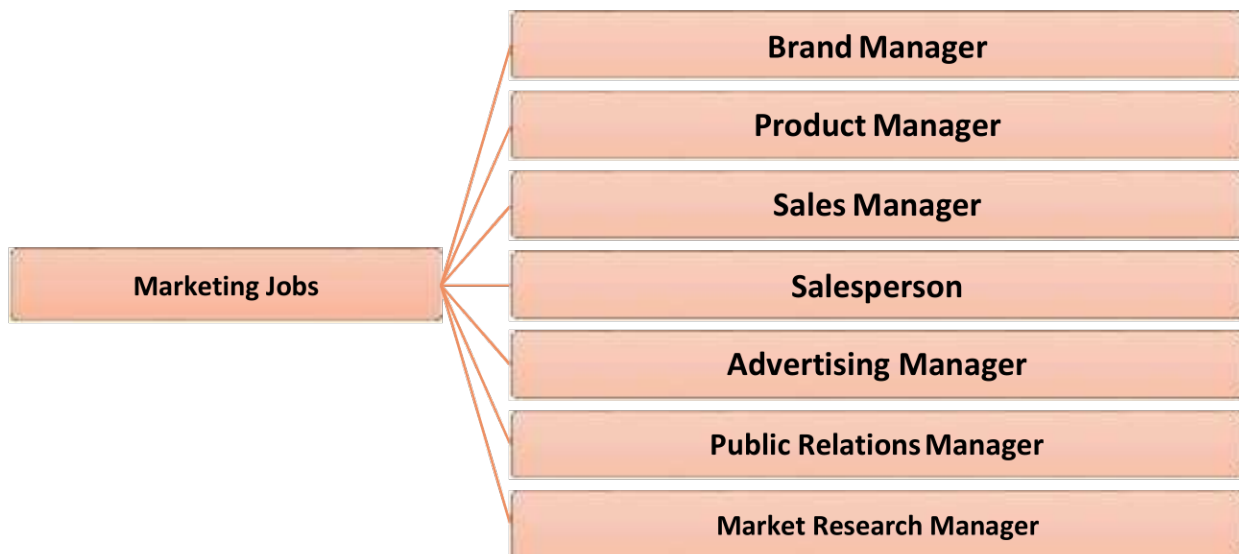 Brand Manager
Product Manager
Sales Manager
Marketing Jobs
Salesperson
Advertising Manager
Public Relations Manager
Market Research Manager